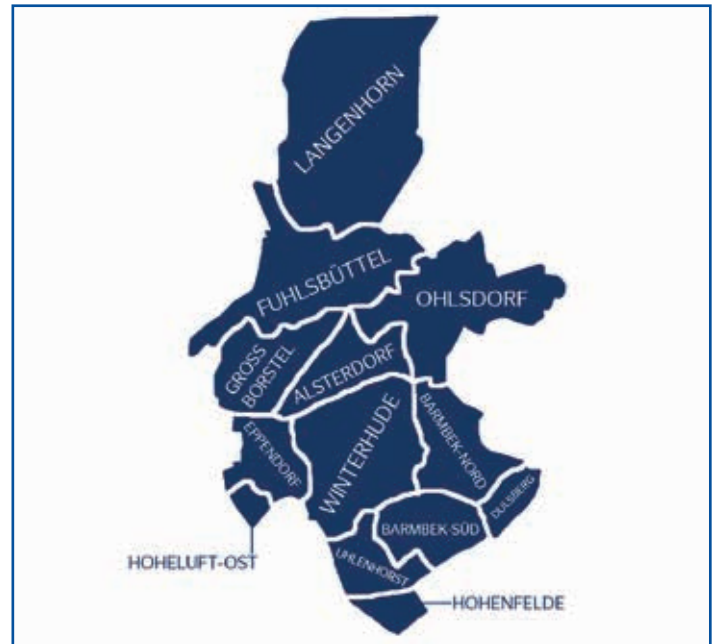 LANGENHORN
FUHLSBÜTTEL
OHLSDORF
GROSS
BORSTEL
ALSTERDORF
EPPENDORF
WINTERHUDE
BARMBEK-NORD
DULSBERG
BARMBEK-SÜD
HOHELUFT-OST
UHLENHORST
HOHENFELDE